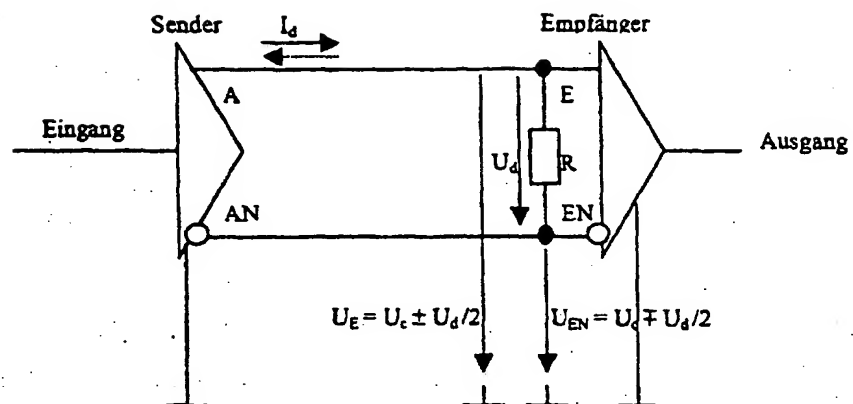 Sender
I_d
Empfänger
A
E
Eingang
U_d
R
Ausgang
AN
EN
U_E = U_c ± U_d/2
U_EN = U_c ∓ U_d/2